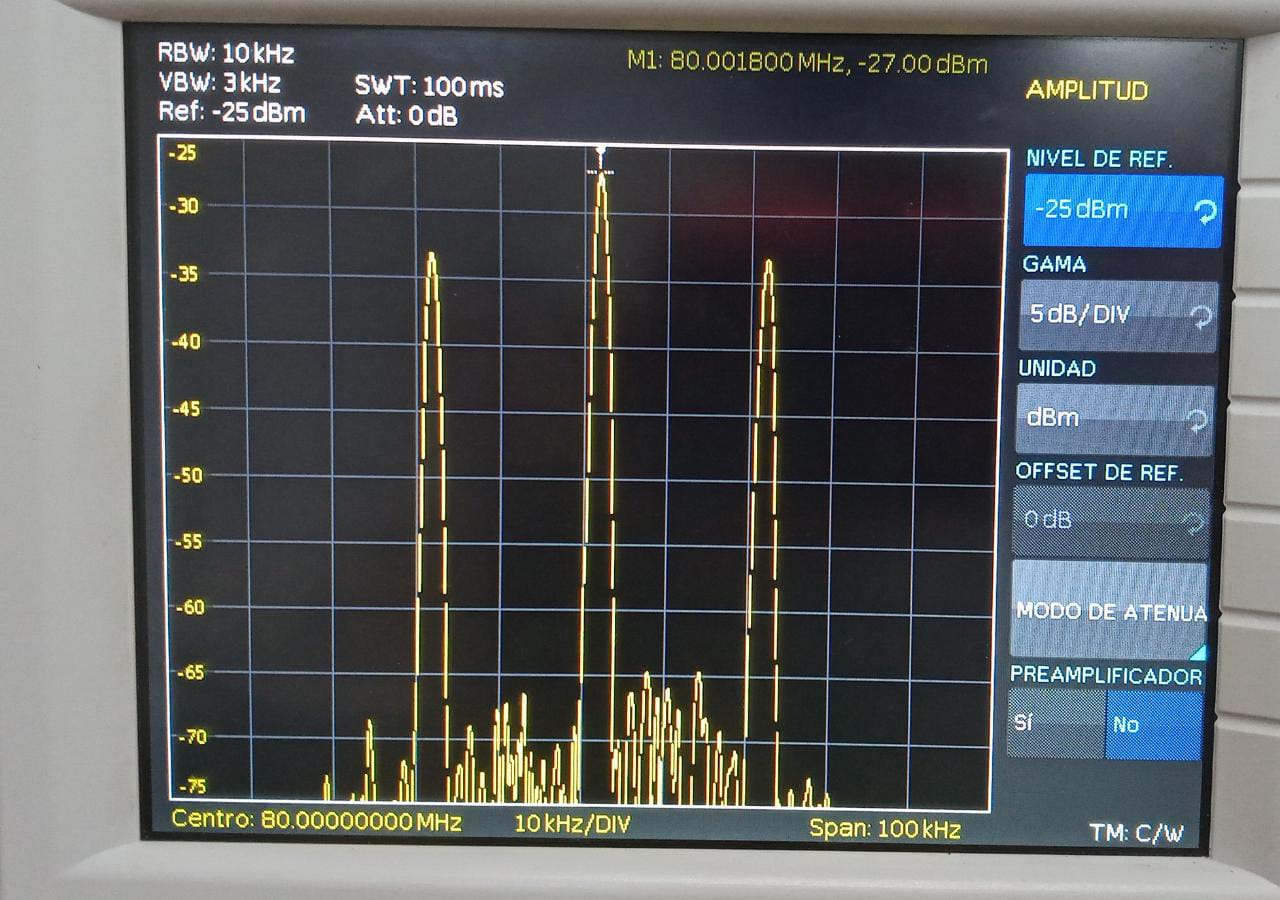 RBW: 10 kHz
VBW: 3 kHz SWT: 100 ms
Ref: -25 dBm Att: 0 dB
M1: 80.001800 MHz, -27.00 dBm
-25
-30
-35
-40
-45
-50
-55
-60
-65
-70
-75
Centro: 80.00000000 MHz 10 kHz/DIV Span: 100 kHz
AMPLITUD
NIVEL DE REF.
-25 dBm
GAMA
5 dB/DIV
UNIDAD
dBm
OFFSET DE REF.
0 dB
MODO DE ATENUA
PREAMPLIFICADOR
Sí No
TM: C/W